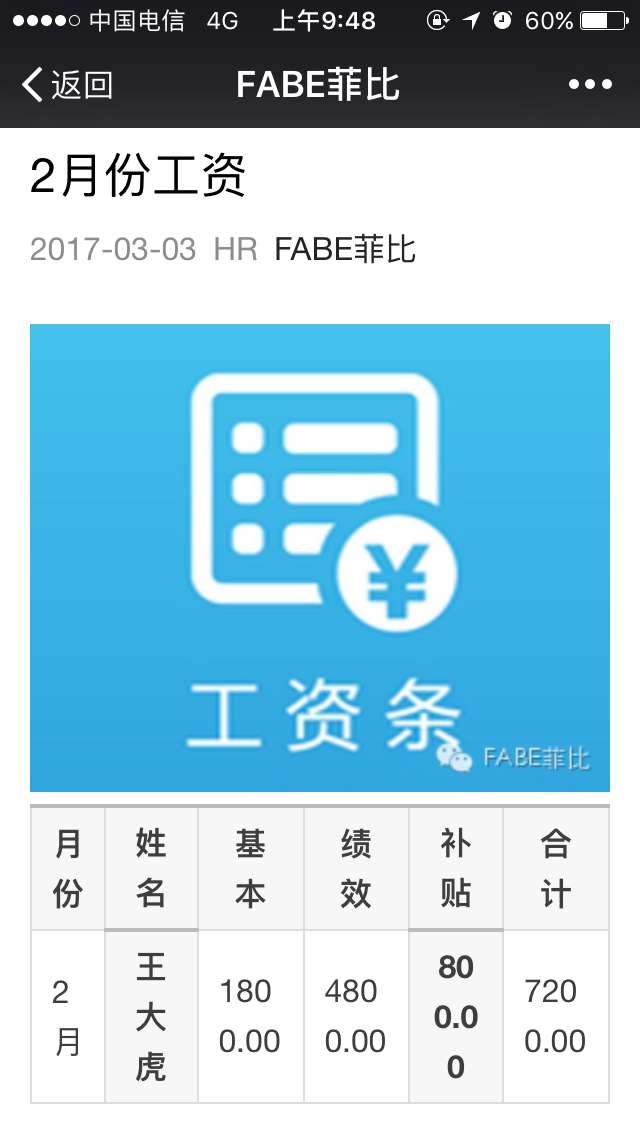 中国电信 4G 上午9:48 60%
返回 FABE菲比
2月份工资
2017-03-03 HR FABE菲比
¥
工资条
FABE菲比
月份 姓名 基本 绩效 补贴 合计
2月 王大虎 1800.00 4800.00 800.00 7200.00